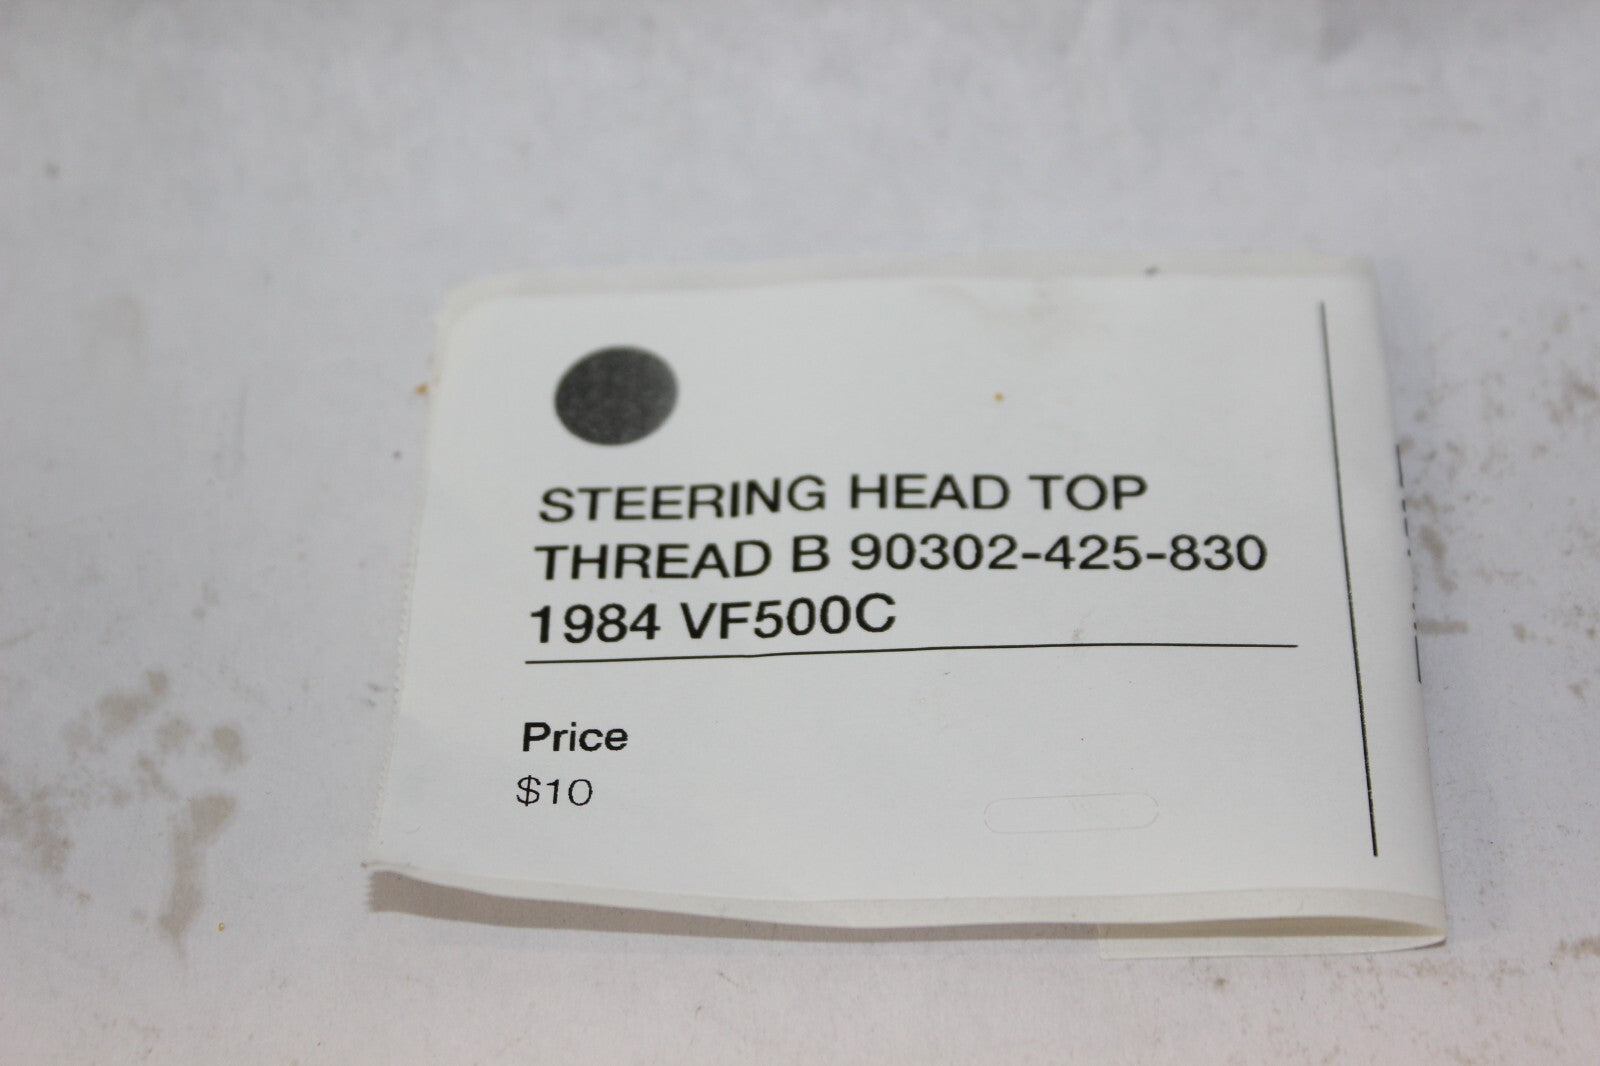 STEERING HEAD TOP
THREAD B 90302-425-830
1984 VF500C
Price
$10